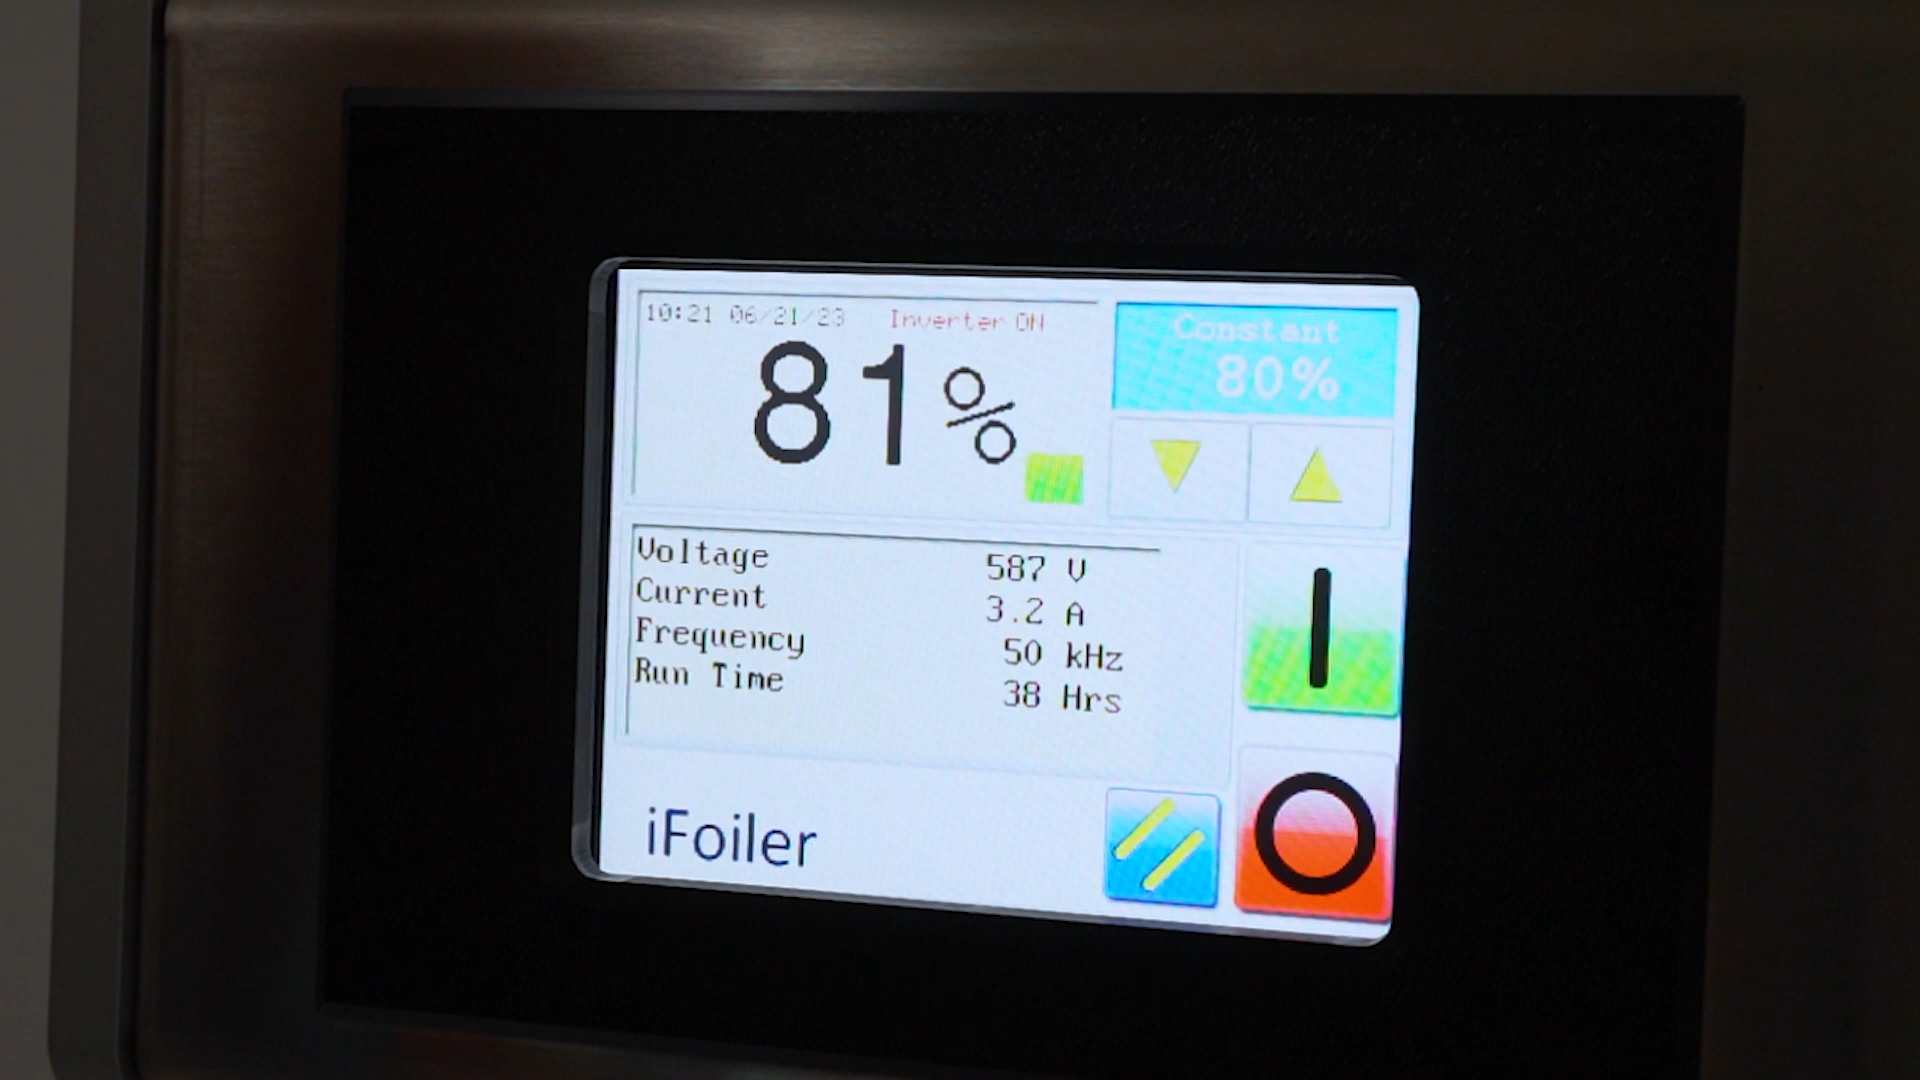 10:21 06/21/23 Inverter ON
81%
Constant
80%
Voltage 587 V
Current 3.2 A
Frequency 50 kHz
Run Time 38 Hrs
iFoiler